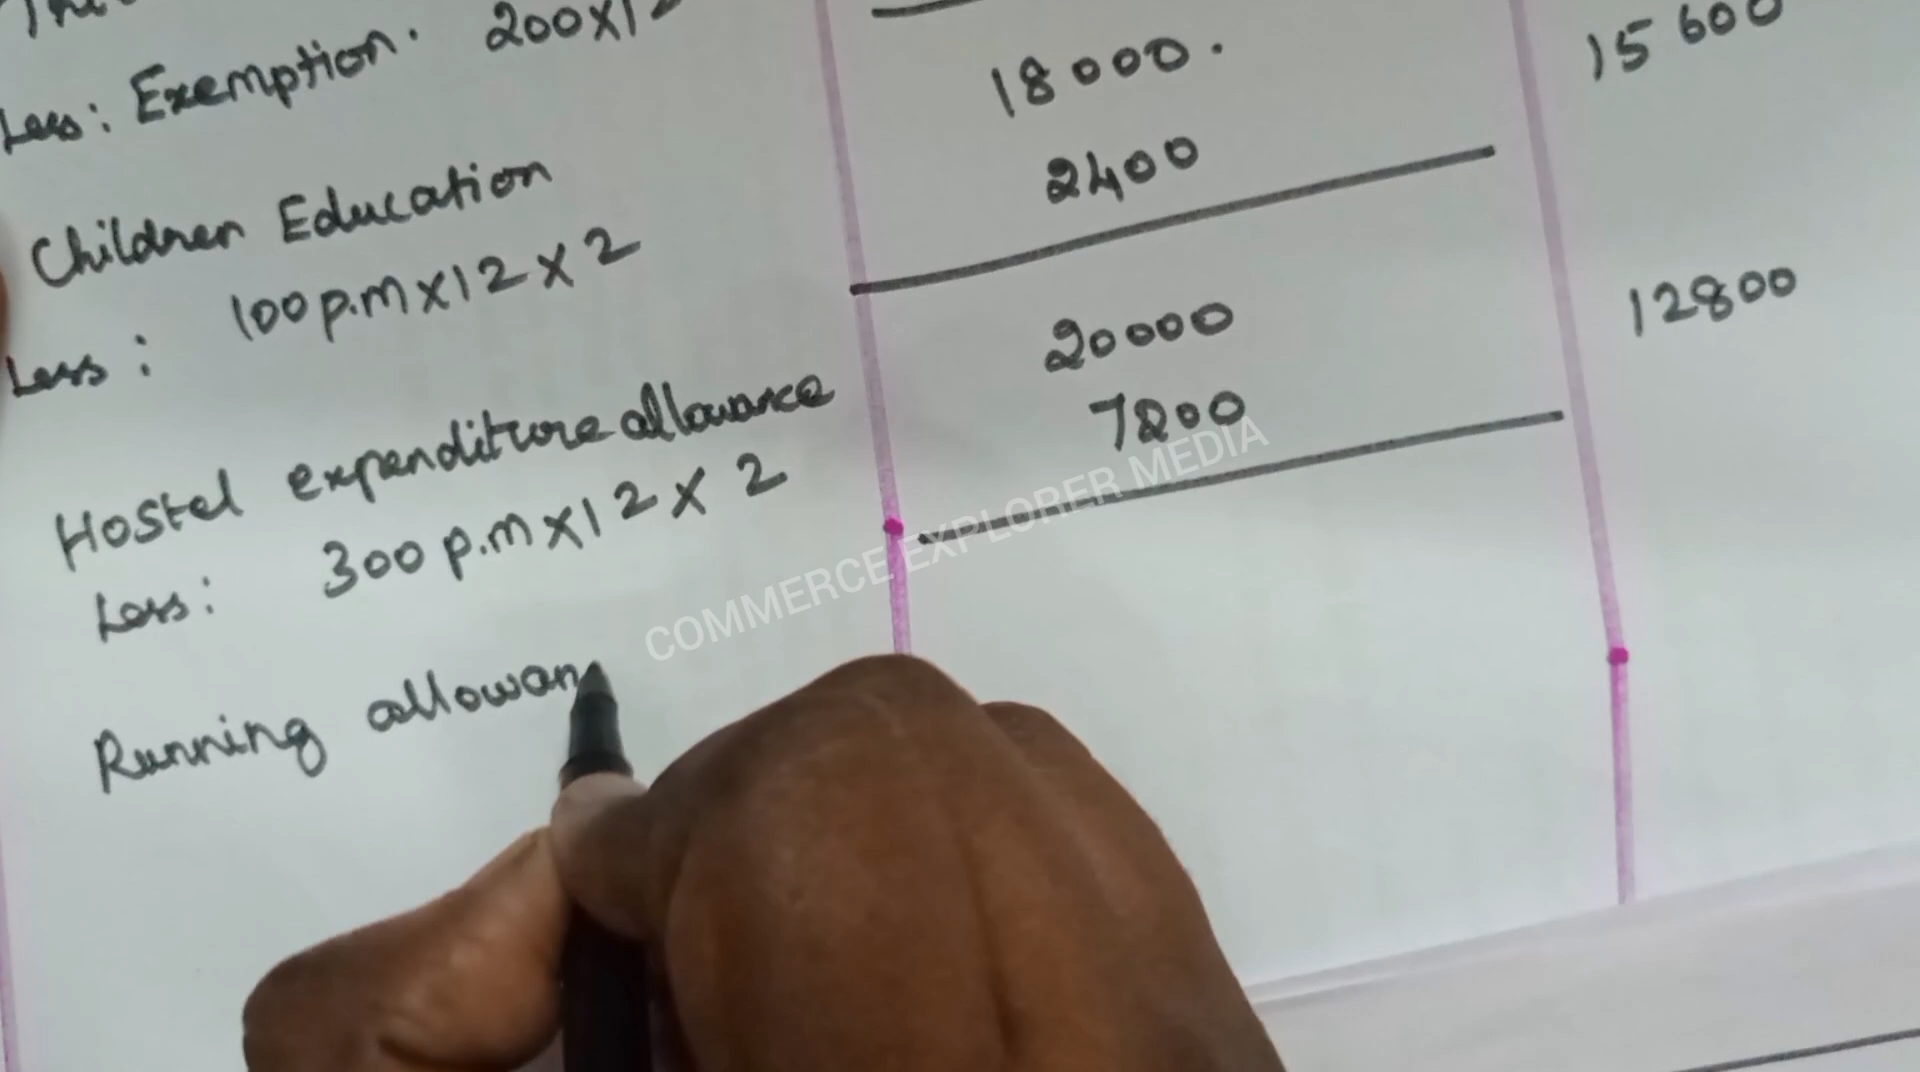 Less: Exemption. 200x12
18000.
15600
Children Education
2400
Less: 100 p.m x 12 x 2
20000
12800
Hostel expenditure allowance
7200
Less: 300 p.m x 12 x 2
COMMERCE EXPLORER MEDIA
Running allowan